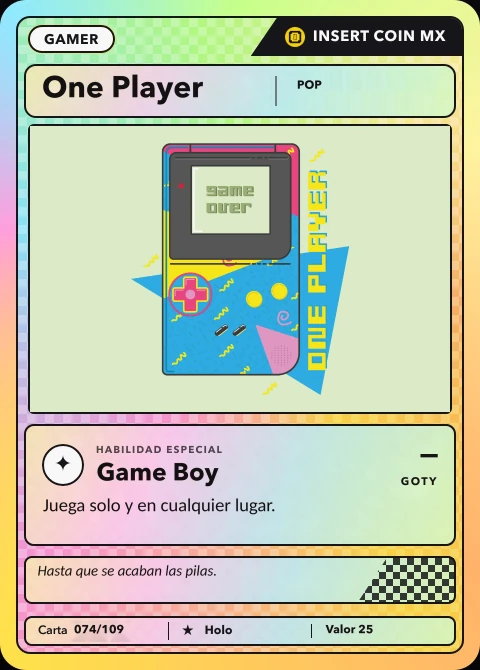 GAMER
INSERT COIN MX
One Player
POP
game
over
ONE PLAYER
HABILIDAD ESPECIAL
Game Boy
—
GOTY
Juega solo y en cualquier lugar.
Hasta que se acaban las pilas.
Carta 074/109
★ Holo
Valor 25